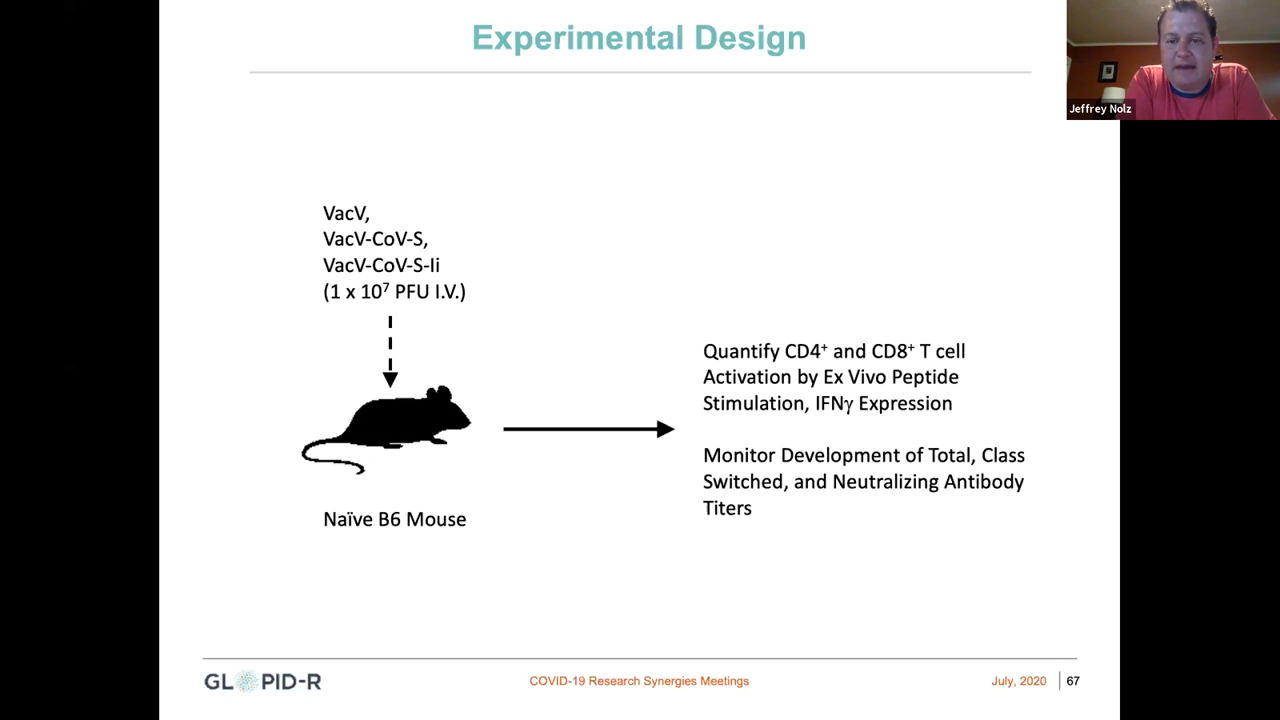 Experimental Design
Jeffrey Nolz
VacV,
VacV-CoV-S,
VacV-CoV-S-Ii
(1 x 10⁷ PFU I.V.)
Quantify CD4⁺ and CD8⁺ T cell
Activation by Ex Vivo Peptide
Stimulation, IFNγ Expression
Monitor Development of Total, Class
Switched, and Neutralizing Antibody
Titers
Naïve B6 Mouse
GLOPID-R
COVID-19 Research Synergies Meetings
July, 2020
67